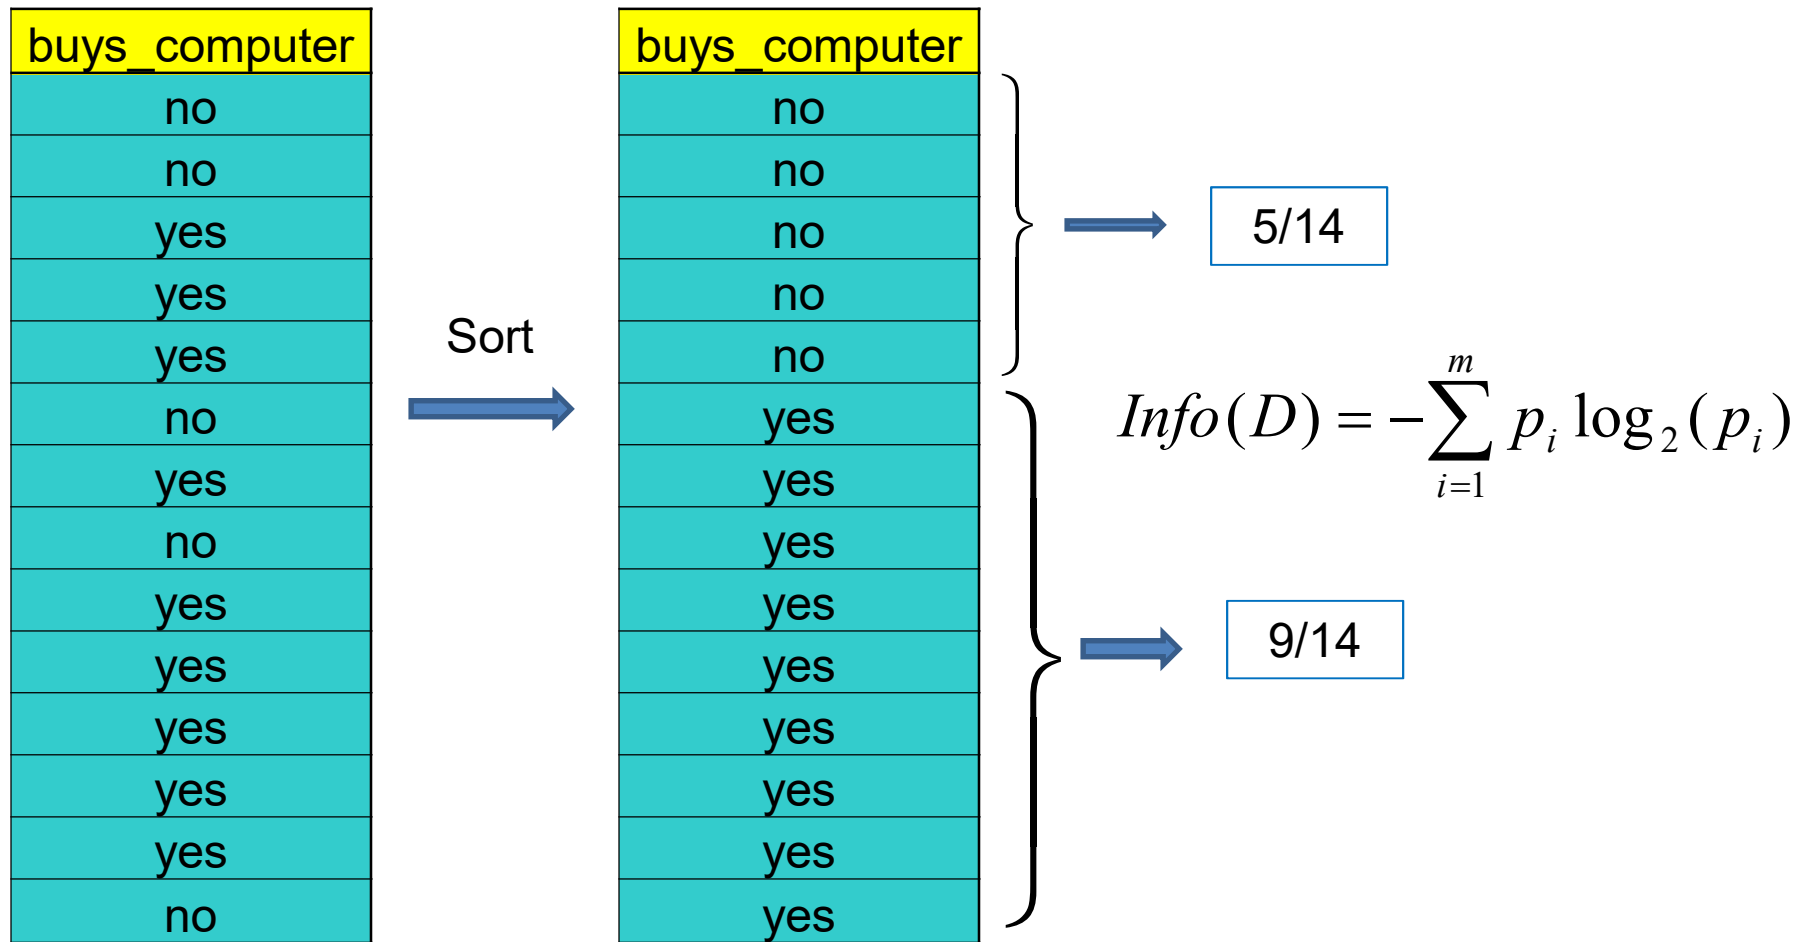 buys_computer
no
no
yes
yes
yes
no
yes
no
yes
yes
yes
yes
yes
no
Sort
buys_computer
no
no
no
no
no
yes
yes
yes
yes
yes
yes
yes
yes
yes
5/14
Info(D) = −∑_{i=1}^{m} p_i log_2(p_i)
9/14